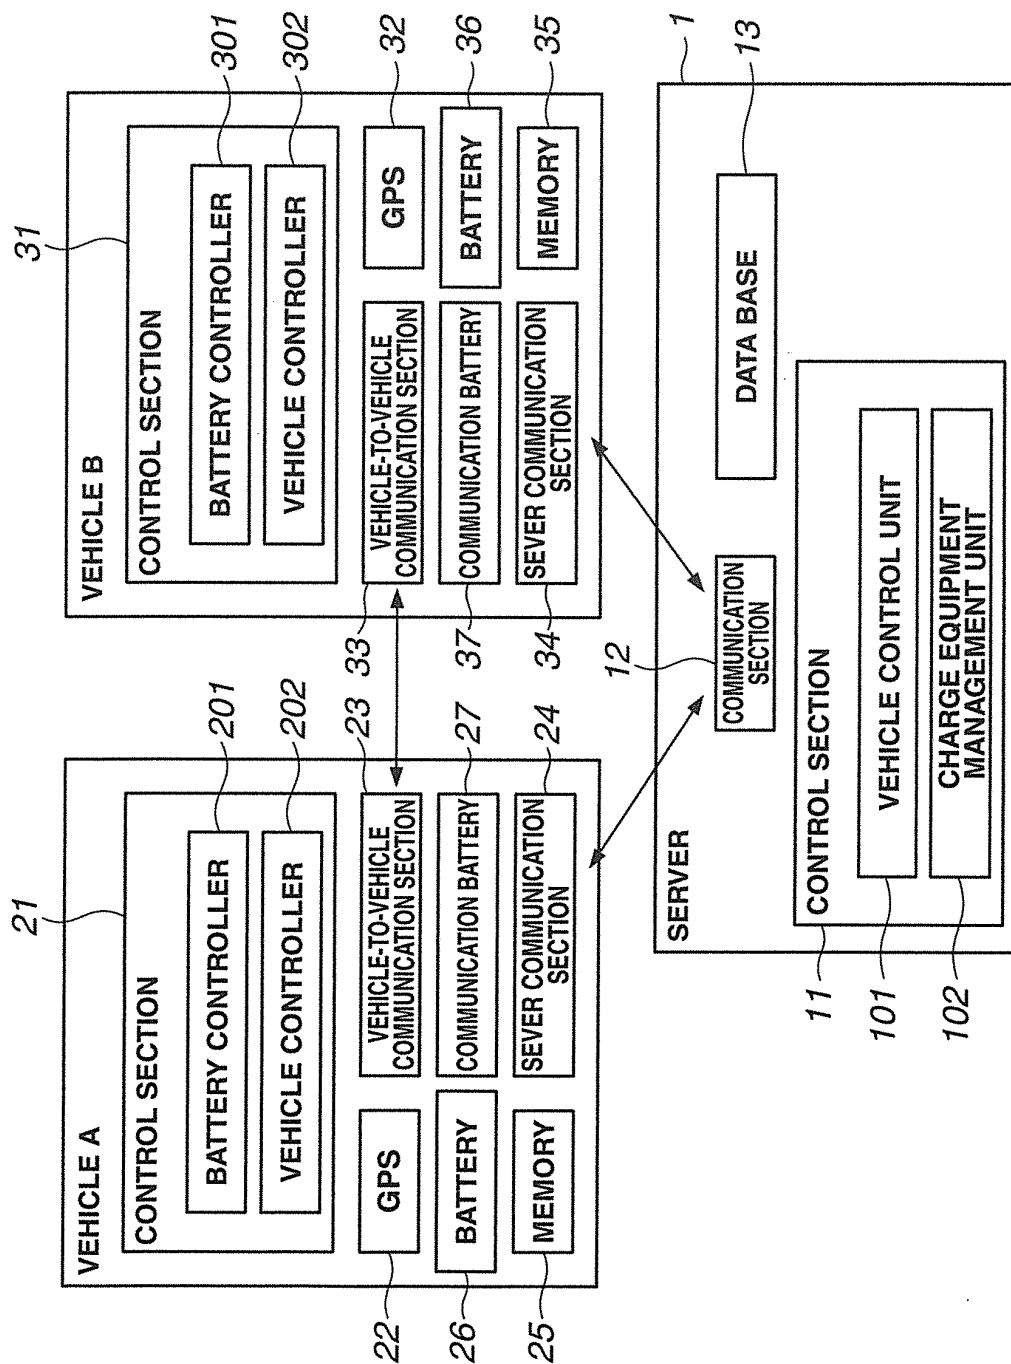 VEHICLE A
21
CONTROL SECTION
BATTERY CONTROLLER
201
VEHICLE CONTROLLER
202
22
GPS
VEHICLE-TO-VEHICLE
COMMUNICATION SECTION
23
26
BATTERY
COMMUNICATION BATTERY
27
25
MEMORY
SEVER COMMUNICATION
SECTION
24
VEHICLE B
31
CONTROL SECTION
BATTERY CONTROLLER
301
VEHICLE CONTROLLER
302
33
VEHICLE-TO-VEHICLE
COMMUNICATION SECTION
GPS
32
37
COMMUNICATION BATTERY
BATTERY
36
34
SEVER COMMUNICATION
SECTION
MEMORY
35
SERVER
1
12
COMMUNICATION
SECTION
DATA BASE
13
11
CONTROL SECTION
101
VEHICLE CONTROL UNIT
102
CHARGE EQUIPMENT
MANAGEMENT UNIT